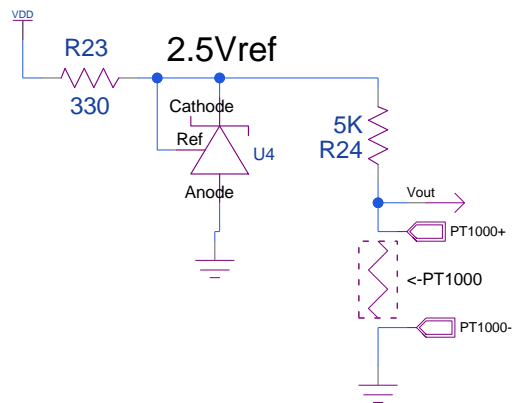 VDD
R23
330
2.5Vref
Cathode
Ref
U4
Anode
5K
R24
Vout
PT1000+
<-PT1000
PT1000-